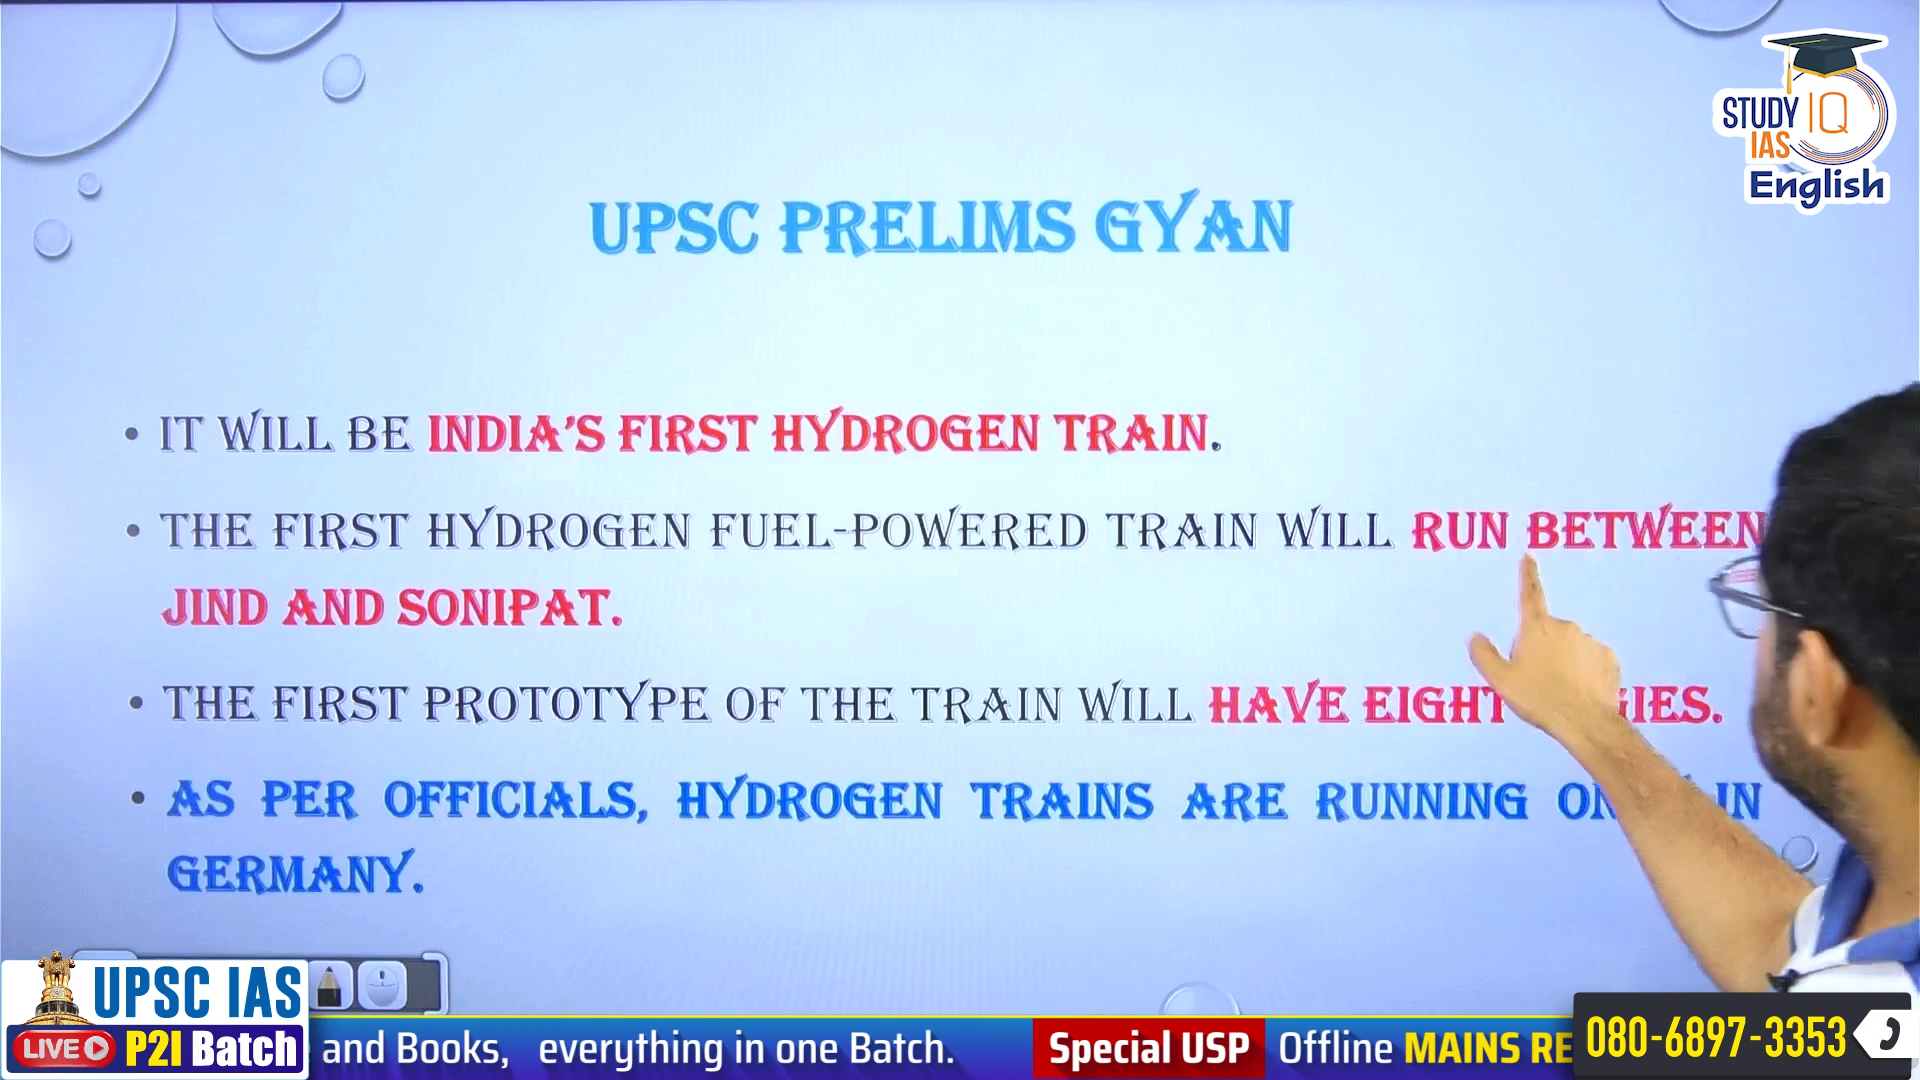 STUDY IQ
IAS
English
UPSC PRELIMS GYAN
• IT WILL BE INDIA'S FIRST HYDROGEN TRAIN.
• THE FIRST HYDROGEN FUEL-POWERED TRAIN WILL RUN BETWEEN
JIND AND SONIPAT.
• THE FIRST PROTOTYPE OF THE TRAIN WILL HAVE EIGHT
• AS PER OFFICIALS, HYDROGEN TRAINS ARE RUNNING IN
GERMANY.
UPSC IAS
LIVE P2I Batch
and Books, everything in one Batch. Special USP Offline MAINS
080-6897-3353